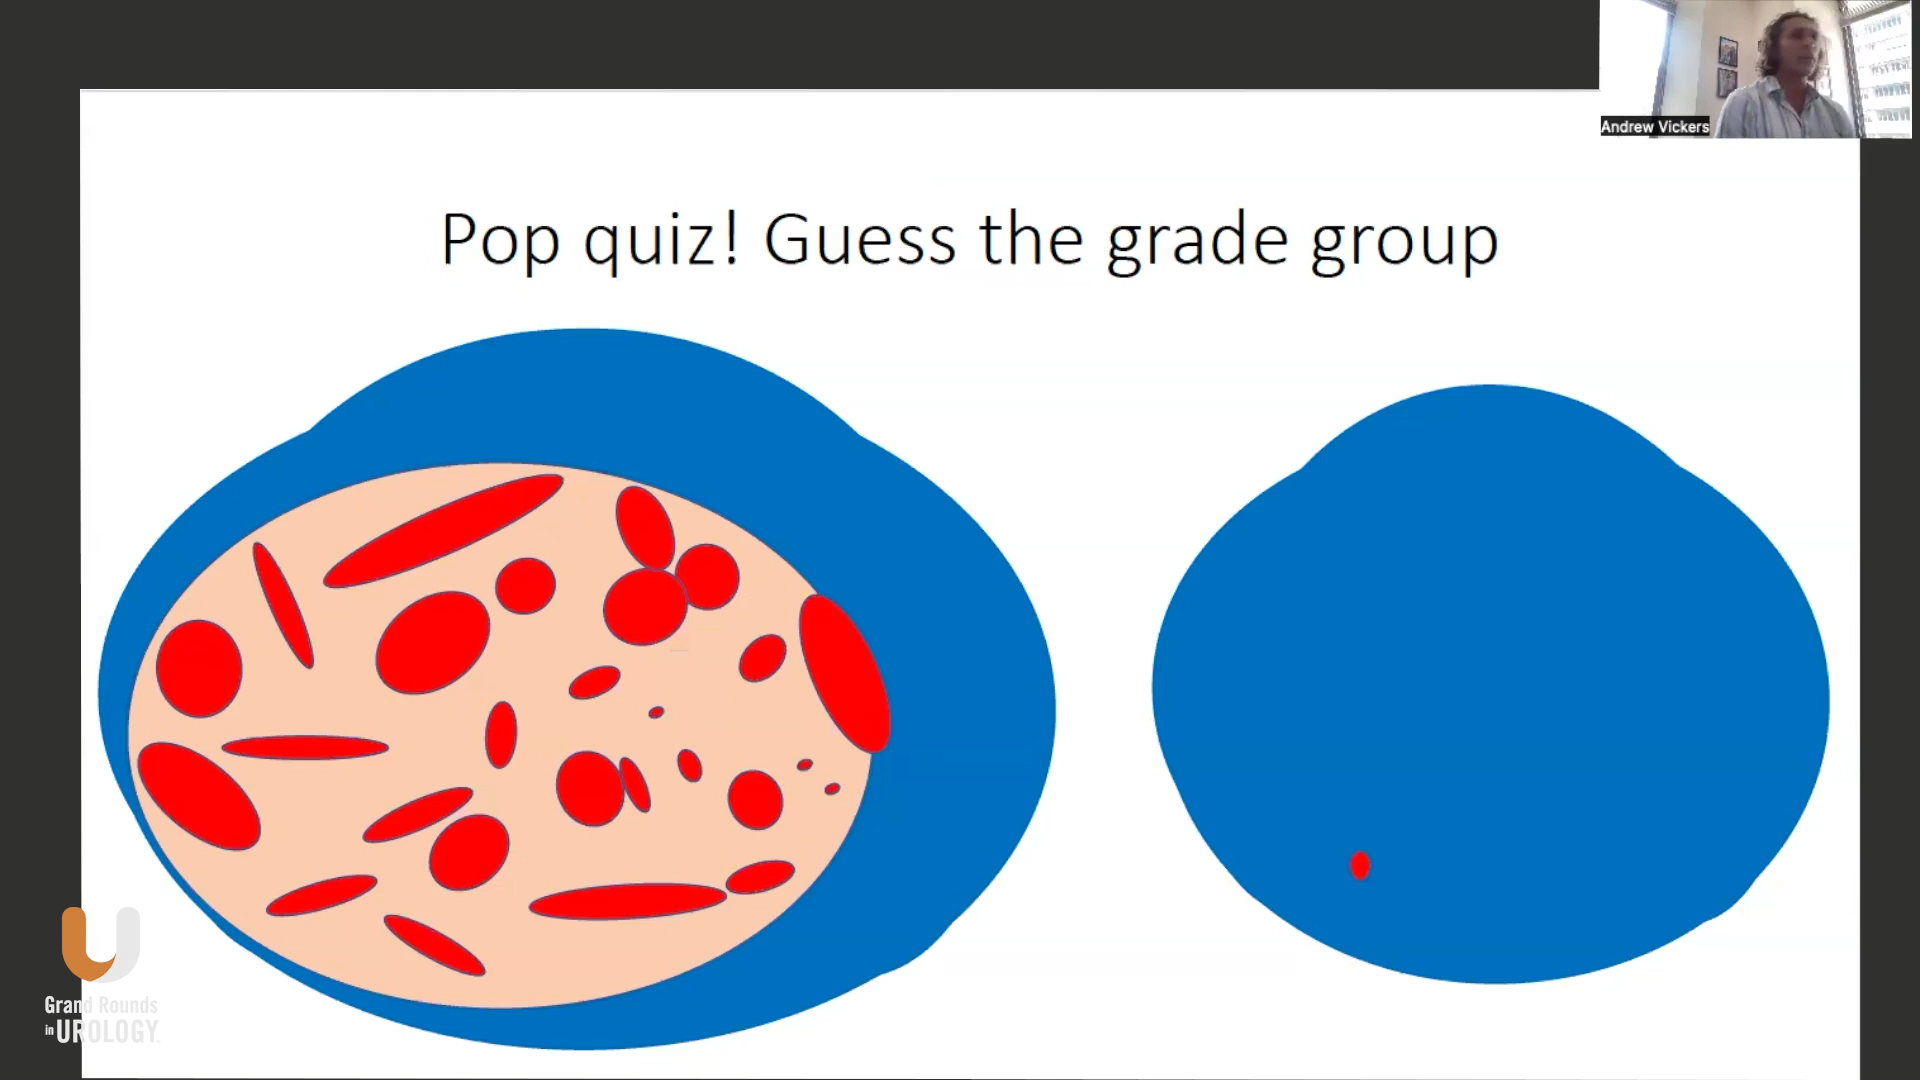 Andrew Vickers
Pop quiz! Guess the grade group
Grand Rounds
in UROLOGY